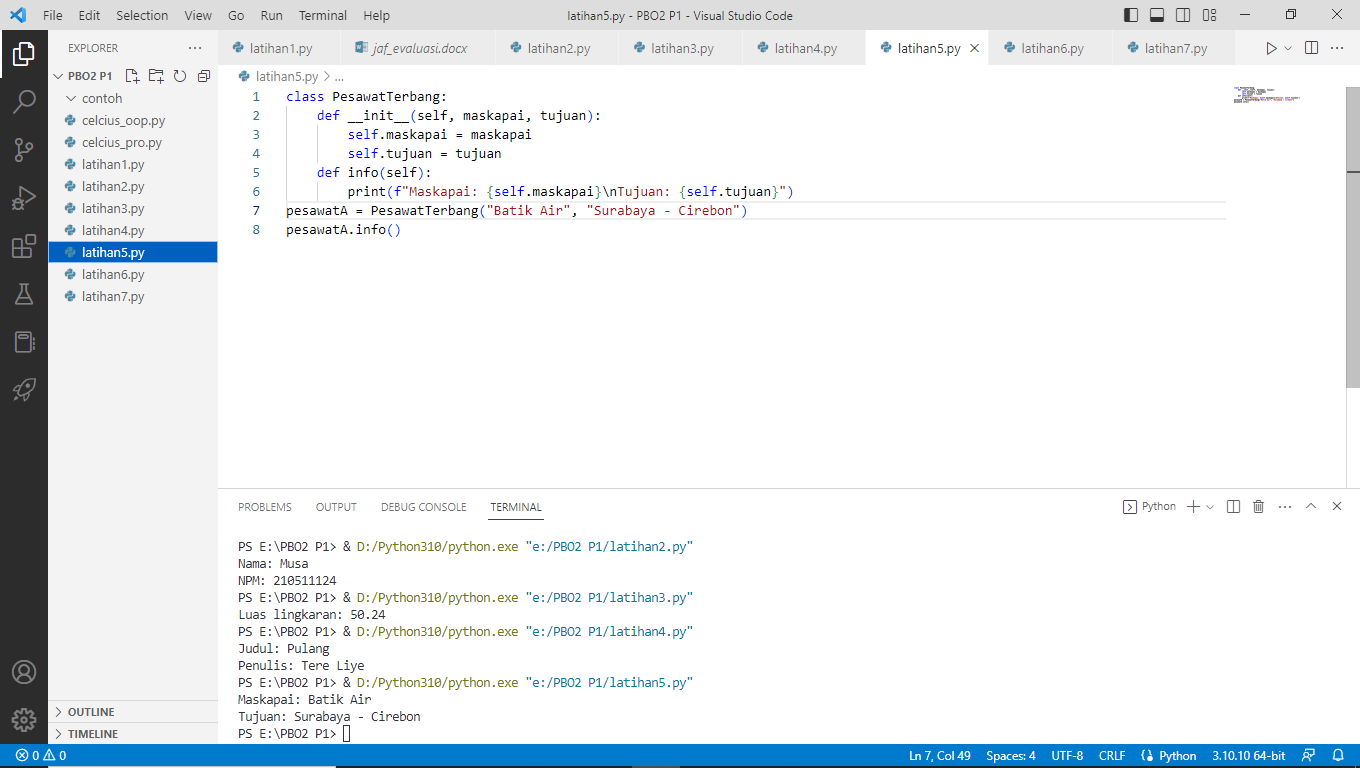 File Edit Selection View Go Run Terminal Help latihan5.py - PBO2 P1 - Visual Studio Code
EXPLORER
PBO2 P1
contoh
celcius_oop.py
celcius_pro.py
latihan1.py
latihan2.py
latihan3.py
latihan4.py
latihan5.py
latihan6.py
latihan7.py
OUTLINE
TIMELINE
latihan1.py jaf_evaluasi.docx latihan2.py latihan3.py latihan4.py latihan5.py latihan6.py latihan7.py
latihan5.py > ...
1 class PesawatTerbang:
2 def __init__(self, maskapai, tujuan):
3 self.maskapai = maskapai
4 self.tujuan = tujuan
5 def info(self):
6 print(f"Maskapai: {self.maskapai}\nTujuan: {self.tujuan}")
7 pesawatA = PesawatTerbang("Batik Air", "Surabaya - Cirebon")
8 pesawatA.info()
PROBLEMS OUTPUT DEBUG CONSOLE TERMINAL Python
PS E:\PBO2 P1> & D:/Python310/python.exe "e:/PBO2 P1/latihan2.py"
Nama: Musa
NPM: 210511124
PS E:\PBO2 P1> & D:/Python310/python.exe "e:/PBO2 P1/latihan3.py"
Luas lingkaran: 50.24
PS E:\PBO2 P1> & D:/Python310/python.exe "e:/PBO2 P1/latihan4.py"
Judul: Pulang
Penulis: Tere Liye
PS E:\PBO2 P1> & D:/Python310/python.exe "e:/PBO2 P1/latihan5.py"
Maskapai: Batik Air
Tujuan: Surabaya - Cirebon
PS E:\PBO2 P1>
0 0 Ln 7, Col 49 Spaces: 4 UTF-8 CRLF Python 3.10.10 64-bit